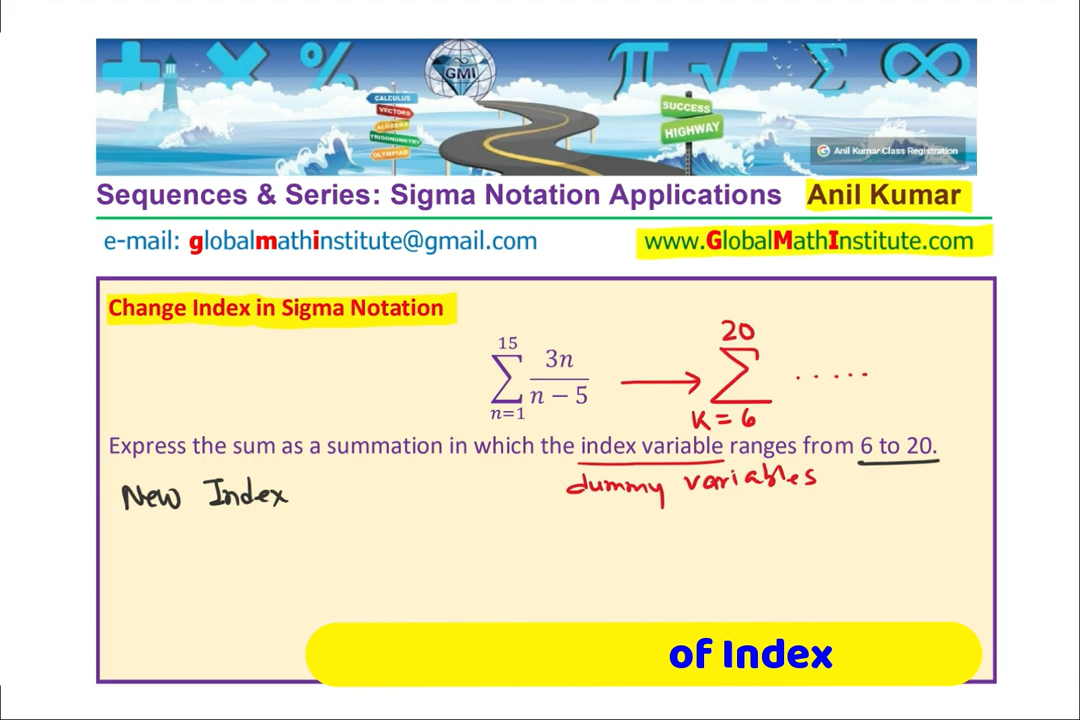 + × % π √ Σ ∞
GMI
CALCULUS
VECTORS
ALGEBRA
TRIGONOMETRY
OLYMPIAD
SUCCESS
HIGHWAY
Anil Kumar Class Registration
Sequences & Series: Sigma Notation Applications Anil Kumar
e-mail: globalmathinstitute@gmail.com www.GlobalMathInstitute.com
Change Index in Sigma Notation
15 20
∑ 3n/(n − 5) → ∑ .....
n=1 K = 6
Express the sum as a summation in which the index variable ranges from 6 to 20.
New Index dummy variables
of Index